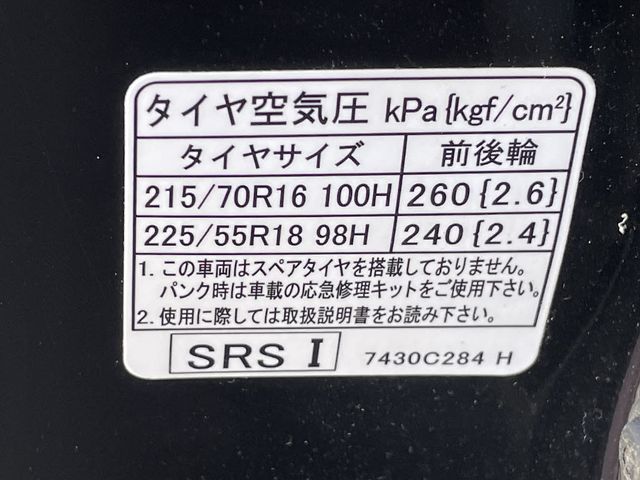 タイヤ空気圧 kPa{kgf/cm²}
タイヤサイズ 前後輪
215/70R16 100H 260{2.6}
225/55R18 98H 240{2.4}
1. この車両はスペアタイヤを搭載しておりません。
パンク時は車載の応急修理キットをご使用下さい。
2. 使用に際しては取扱説明書をお読み下さい。
SRS I 7430C284 H